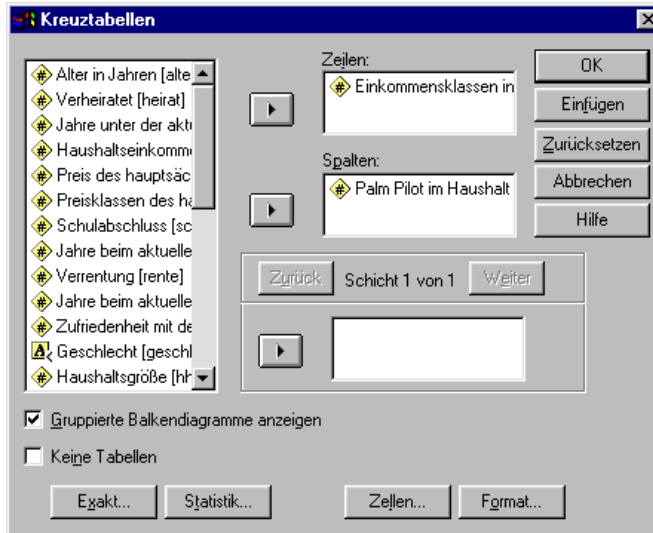 Kreuztabellen
Alter in Jahren [alte
Verheiratet [heirat]
Jahre unter der aktu
Haushaltseinkomme
Preis des hauptsäc
Preisklassen des ha
Schulabschluss [sc
Jahre beim aktuelle
Verrentung [rente]
Jahre beim aktuelle
Zufriedenheit mit de
Geschlecht [geschl
Haushaltsgröße [hh
Zeilen:
Einkommensklassen in
Spalten:
Palm Pilot im Haushalt
Zurück
Schicht 1 von 1
Weiter
OK
Einfügen
Zurücksetzen
Abbrechen
Hilfe
Gruppierte Balkendiagramme anzeigen
Keine Tabellen
Exakt...
Statistik...
Zellen...
Format...